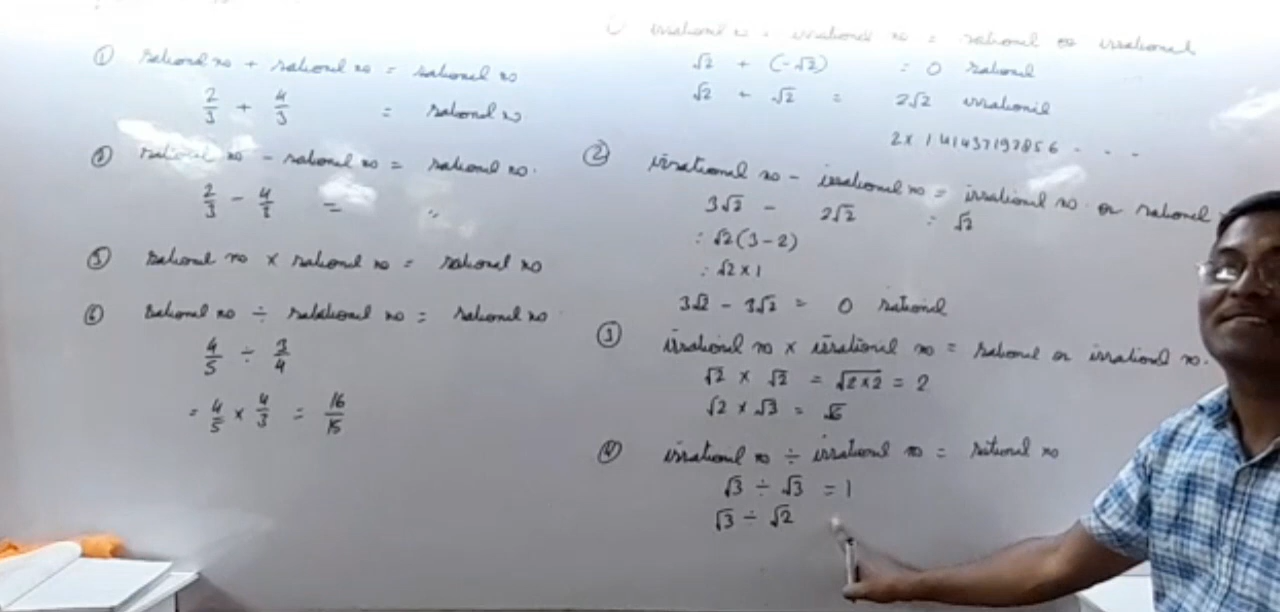 ① rational no + rational no = rational no
2/3 + 4/3 = rational no
② rational no - rational no = rational no.
2/3 - 4/3 = "
⑤ rational no × rational no = rational no
⑥ rational no ÷ rational no = rational no
4/5 ÷ 3/4
= 4/5 × 4/3 = 16/15
① irrational no + irrational no = rational or irrational
√2 + (-√2) = 0 rational
√2 + √2 = 2√2 irrational
2 × 1.41437197856 . . .
② irrational no - irrational no = irrational no. or rational
3√2 - 2√2 = √2
: √2(3-2)
: √2×1
3√2 - 3√2 = 0 rational
③ irrational no × irrational no = rational or irrational no.
√2 × √2 = √2×2 = 2
√2 × √3 = √6
④ irrational no ÷ irrational no = rational no
√3 ÷ √3 = 1
√3 ÷ √2